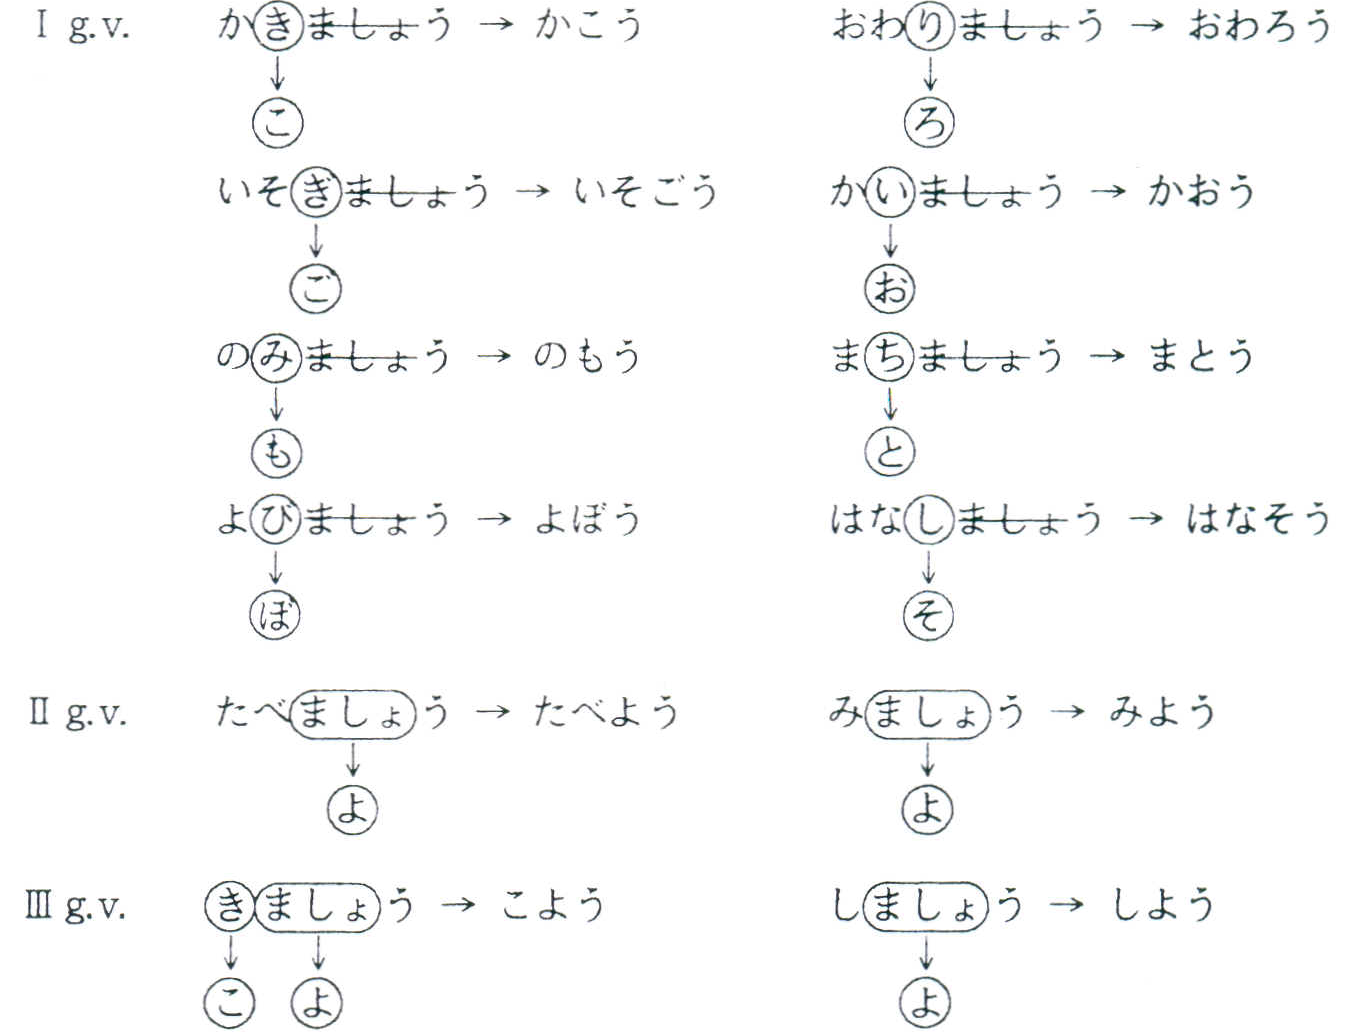 Ⅰ g.v. かきましょう → かこう おわりましょう → おわろう
↓ ↓
こ ろ
いそぎましょう → いそごう かいましょう → かおう
↓ ↓
ご お
のみましょう → のもう まちましょう → まとう
↓ ↓
も と
よびましょう → よぼう はなしましょう → はなそう
↓ ↓
ぼ そ
Ⅱ g.v. たべましょう → たべよう みましょう → みよう
↓ ↓
よ よ
Ⅲ g.v. きましょう → こよう しましょう → しよう
↓ ↓ ↓
こ よ よ